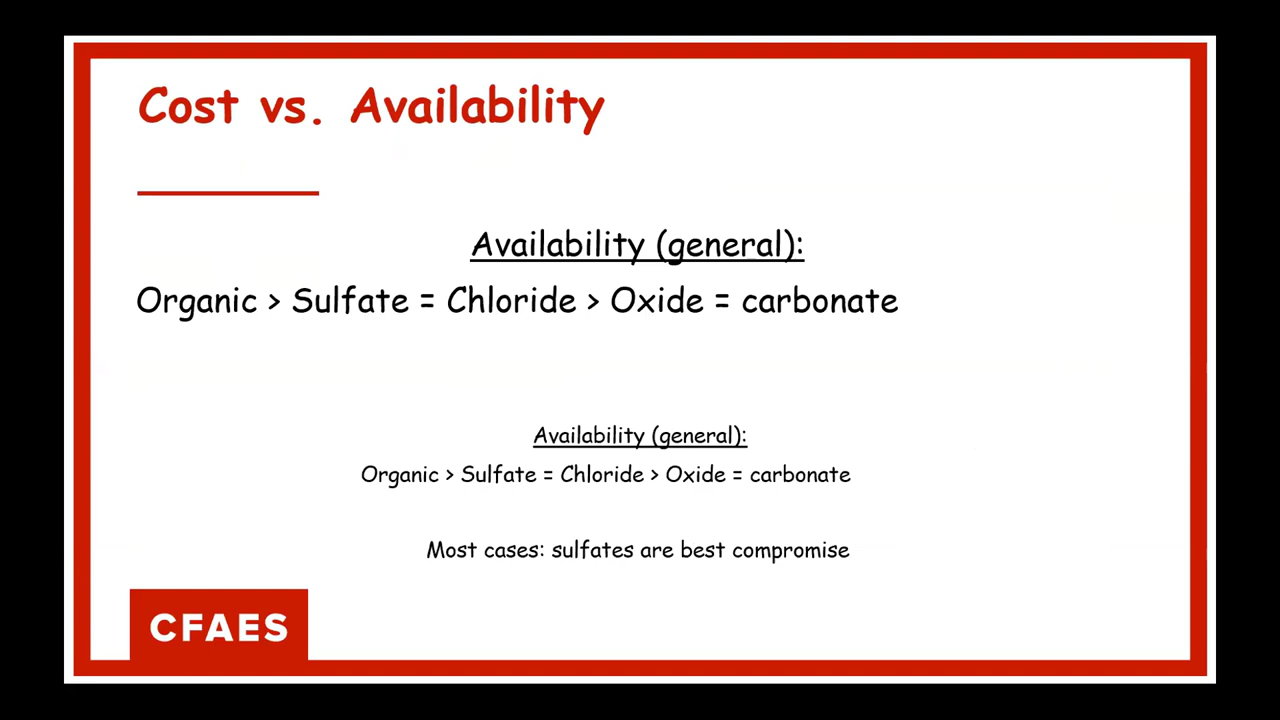 Cost vs. Availability
Availability (general):
Organic > Sulfate = Chloride > Oxide = carbonate
Availability (general):
Organic > Sulfate = Chloride > Oxide = carbonate
Most cases: sulfates are best compromise
CFAES